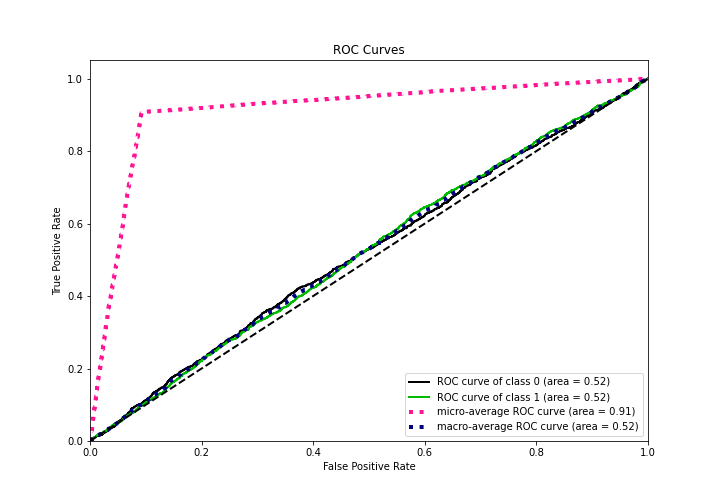 ROC Curves
True Positive Rate
1.0
0.8
0.6
0.4
0.2
0.0
0.0 0.2 0.4 0.6 0.8 1.0
False Positive Rate
ROC curve of class 0 (area = 0.52)
ROC curve of class 1 (area = 0.52)
micro-average ROC curve (area = 0.91)
macro-average ROC curve (area = 0.52)